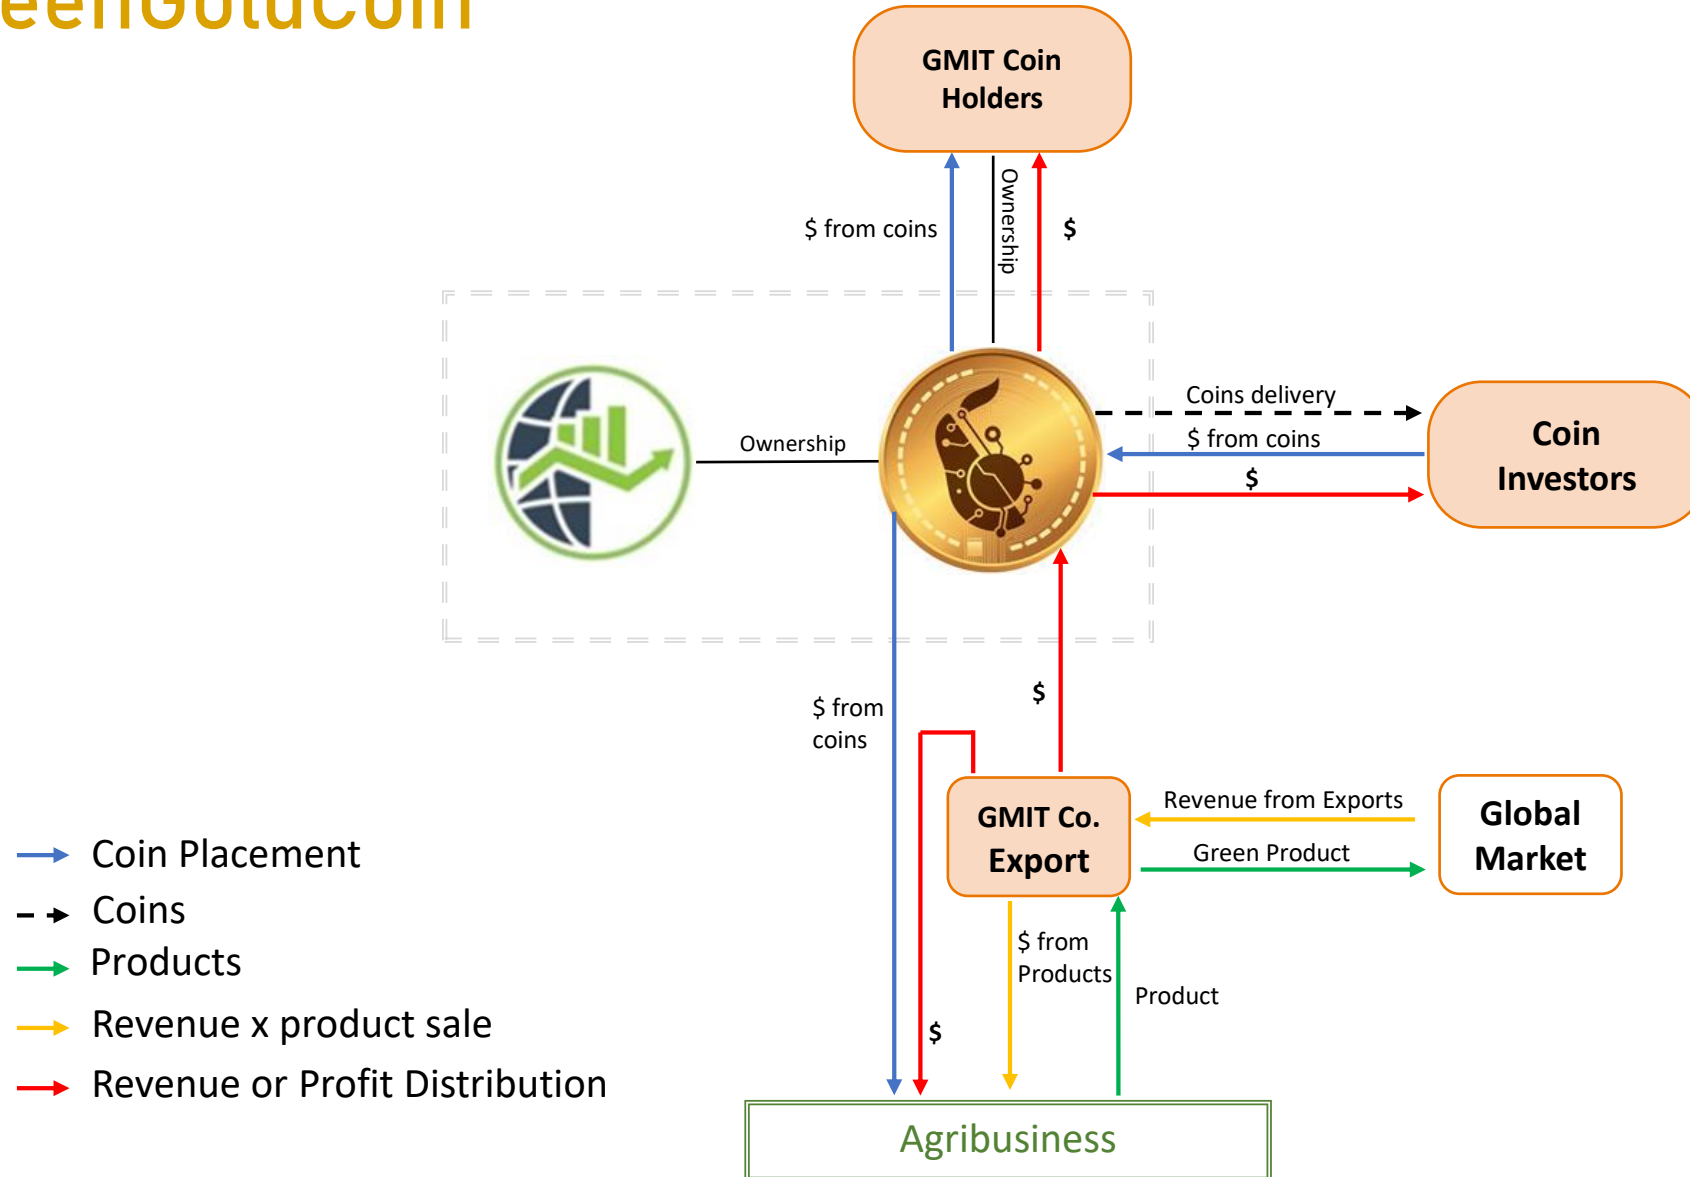 GMIT Coin
Holders
$ from coins
Ownership
$
Ownership
Coins delivery
$ from coins
$
Coin
Investors
$ from
coins
$
GMIT Co.
Export
Revenue from Exports
Green Product
Global
Market
$ from
Products
Product
$
Agribusiness
Coin Placement
Coins
Products
Revenue x product sale
Revenue or Profit Distribution